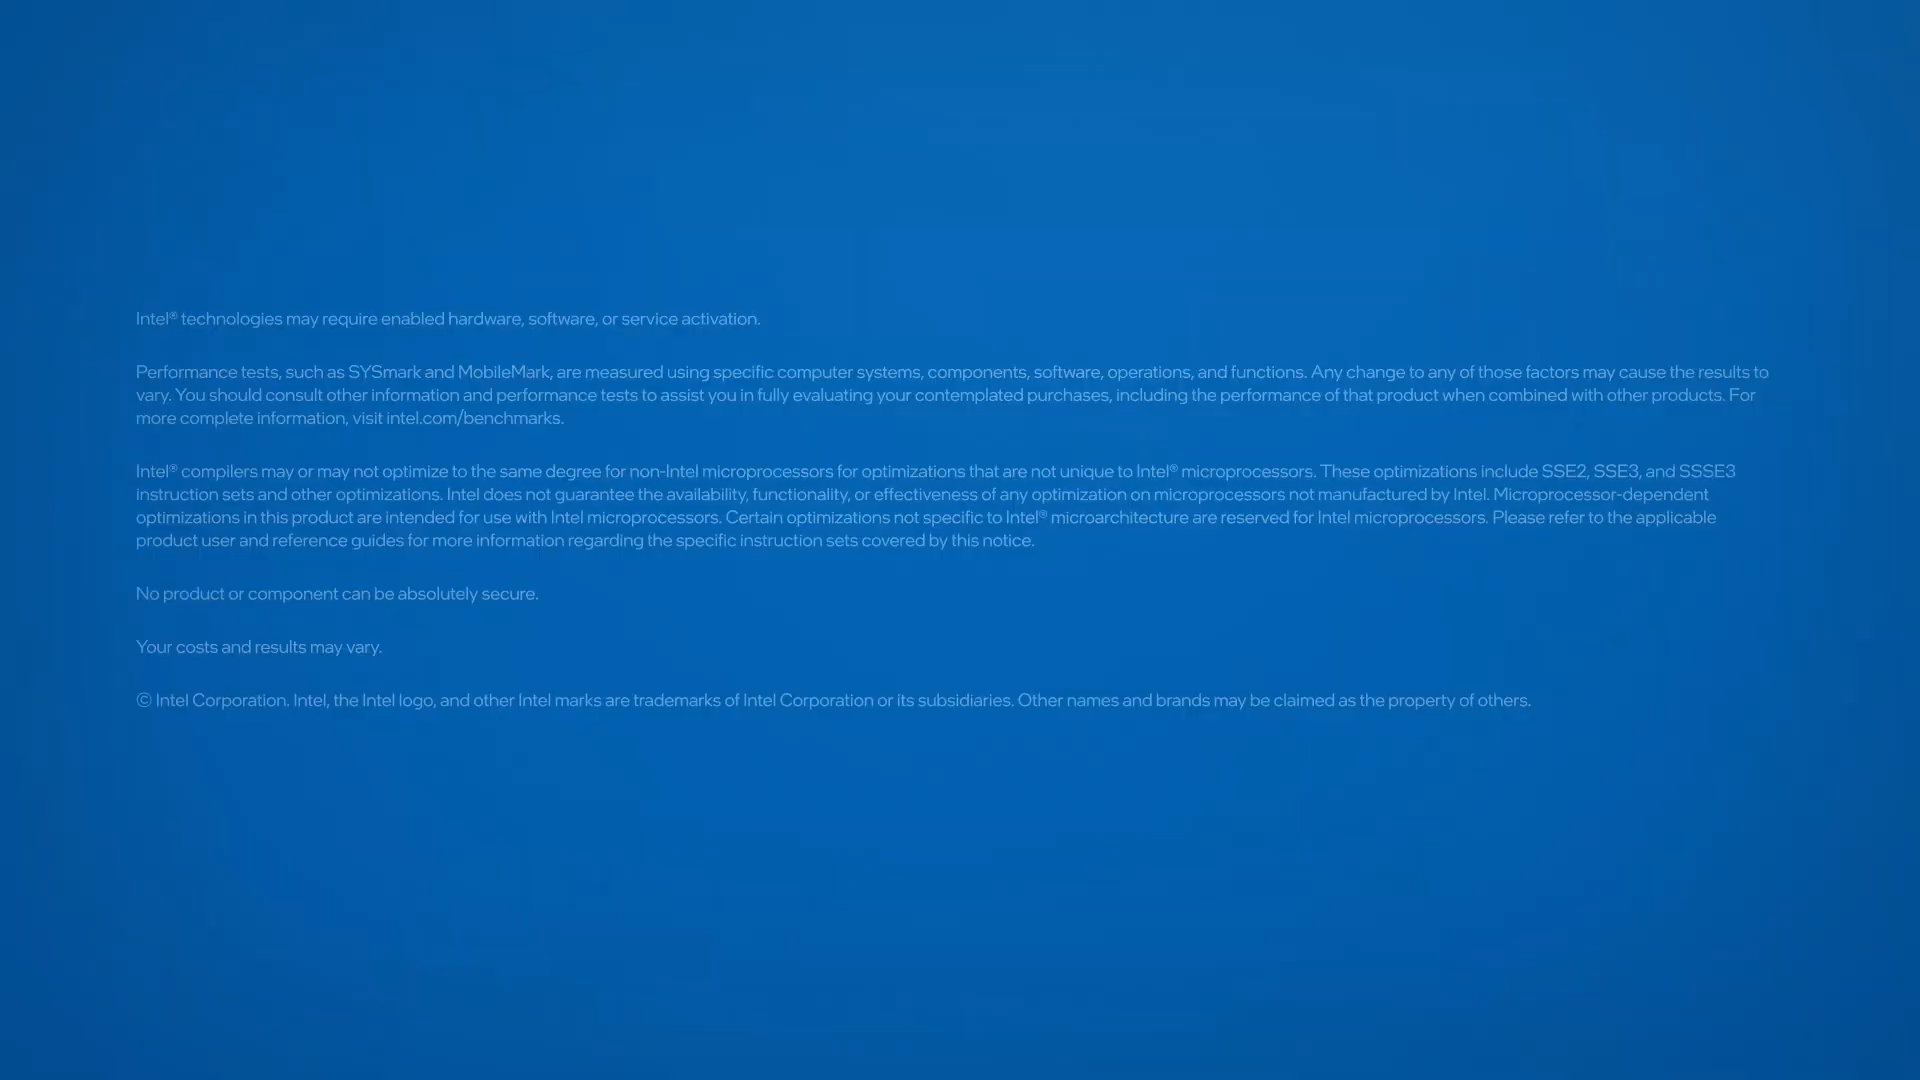 Intel® technologies may require enabled hardware, software, or service activation.
Performance tests, such as SYSmark and MobileMark, are measured using specific computer systems, components, software, operations, and functions. Any change to any of those factors may cause the results to
vary. You should consult other information and performance tests to assist you in fully evaluating your contemplated purchases, including the performance of that product when combined with other products. For
more complete information, visit intel.com/benchmarks.
Intel® compilers may or may not optimize to the same degree for non-Intel microprocessors for optimizations that are not unique to Intel® microprocessors. These optimizations include SSE2, SSE3, and SSSE3
instruction sets and other optimizations. Intel does not guarantee the availability, functionality, or effectiveness of any optimization on microprocessors not manufactured by Intel. Microprocessor-dependent
optimizations in this product are intended for use with Intel microprocessors. Certain optimizations not specific to Intel® microarchitecture are reserved for Intel microprocessors. Please refer to the applicable
product user and reference guides for more information regarding the specific instruction sets covered by this notice.
No product or component can be absolutely secure.
Your costs and results may vary.
© Intel Corporation. Intel, the Intel logo, and other Intel marks are trademarks of Intel Corporation or its subsidiaries. Other names and brands may be claimed as the property of others.